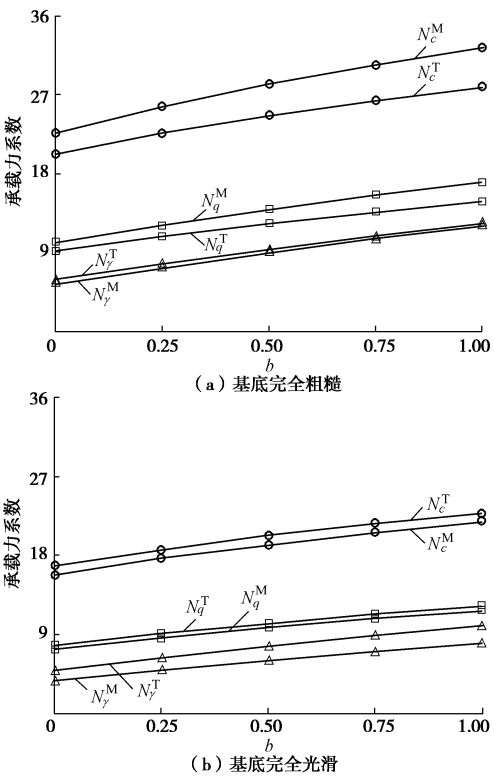 36
27
18
9
0
承载力系数
N_c^M
N_c^T
N_q^M
N_q^T
N_γ^T
N_γ^M
0 0.25 0.50 0.75 1.00
b
（a）基底完全粗糙
36
27
18
9
0
承载力系数
N_c^T
N_c^M
N_q^T N_q^M
N_γ^M N_γ^T
0 0.25 0.50 0.75 1.00
b
（b）基底完全光滑